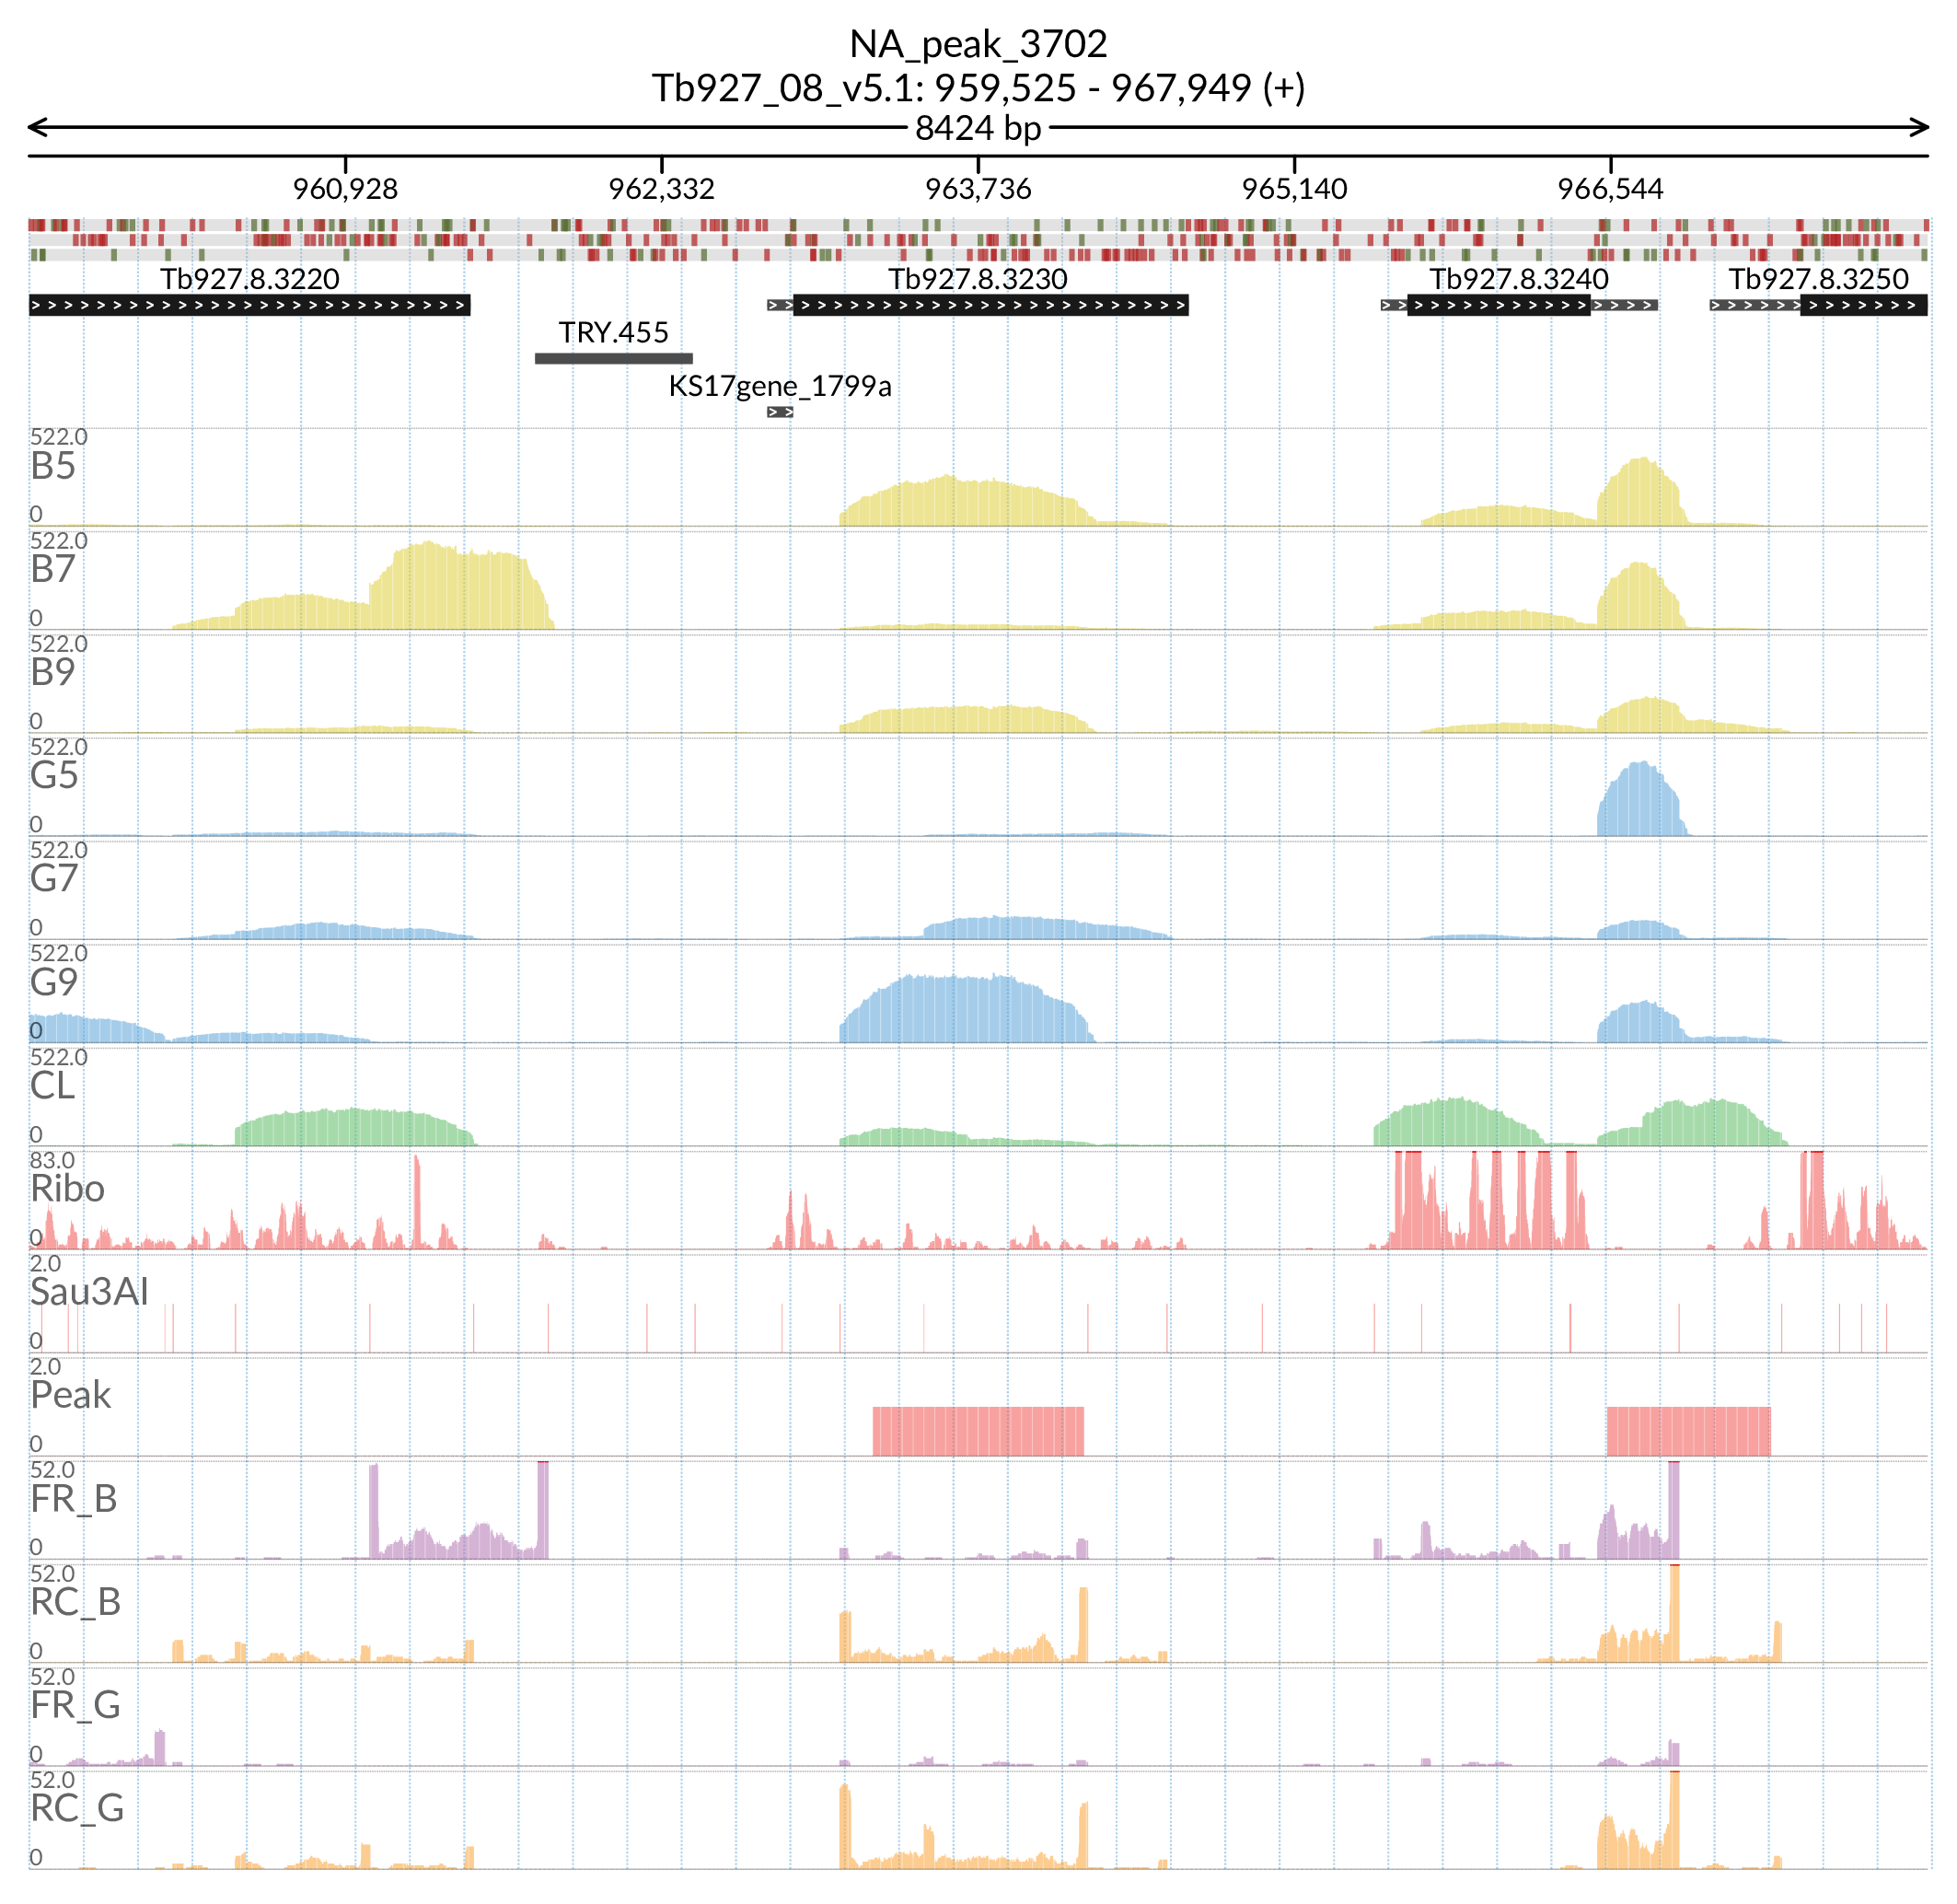 NA_peak_3702
Tb927_08_v5.1: 959,525 - 967,949 (+)
8424 bp
960,928 962,332 963,736 965,140 966,544
Tb927.8.3220 Tb927.8.3230 Tb927.8.3240 Tb927.8.3250
TRY.455
KS17gene_1799a
522.0
B5
0
522.0
B7
0
522.0
B9
0
522.0
G5
0
522.0
G7
0
522.0
G9
0
522.0
CL
0
83.0
Ribo
0
2.0
Sau3AI
0
2.0
Peak
0
52.0
FR_B
0
52.0
RC_B
0
52.0
FR_G
0
52.0
RC_G
0